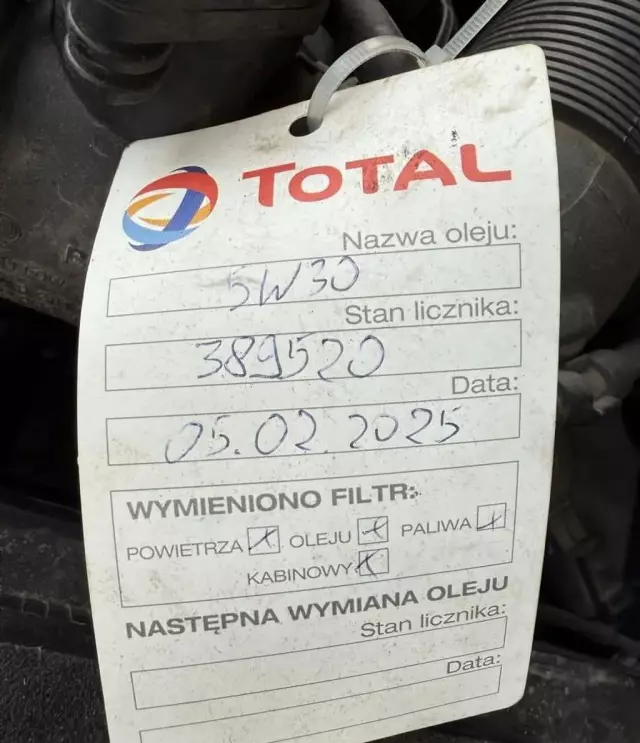 TOTAL
Nazwa oleju:
5W30
Stan licznika:
389520
Data:
05.02.2025
WYMIENIONO FILTR:
POWIETRZA X OLEJU X PALIWA X
KABINOWY X
NASTĘPNA WYMIANA OLEJU
Stan licznika:
Data: